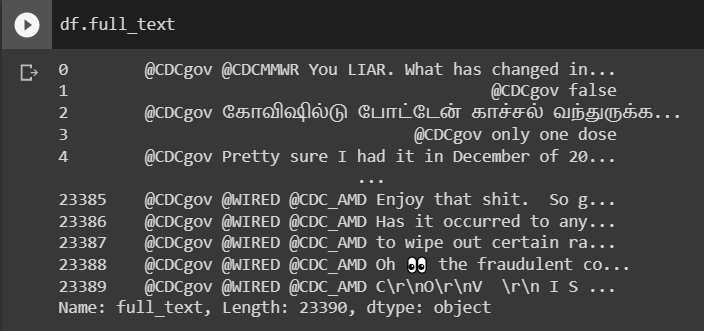 df.full_text
0 @CDCgov @CDCMMWR You LIAR. What has changed in...
1 @CDCgov false
2 @CDCgov கோவிஷில்டு போட்டேன் காய்சல் வந்துருக்க...
3 @CDCgov only one dose
4 @CDCgov Pretty sure I had it in December of 20...
...
23385 @CDCgov @WIRED @CDC_AMD Enjoy that shit. So g...
23386 @CDCgov @WIRED @CDC_AMD Has it occurred to any...
23387 @CDCgov @WIRED @CDC_AMD to wipe out certain ra...
23388 @CDCgov @WIRED @CDC_AMD Oh 👀 the fraudulent co...
23389 @CDCgov @WIRED @CDC_AMD C\r\nO\r\nV \r\n I S ...
Name: full_text, Length: 23390, dtype: object